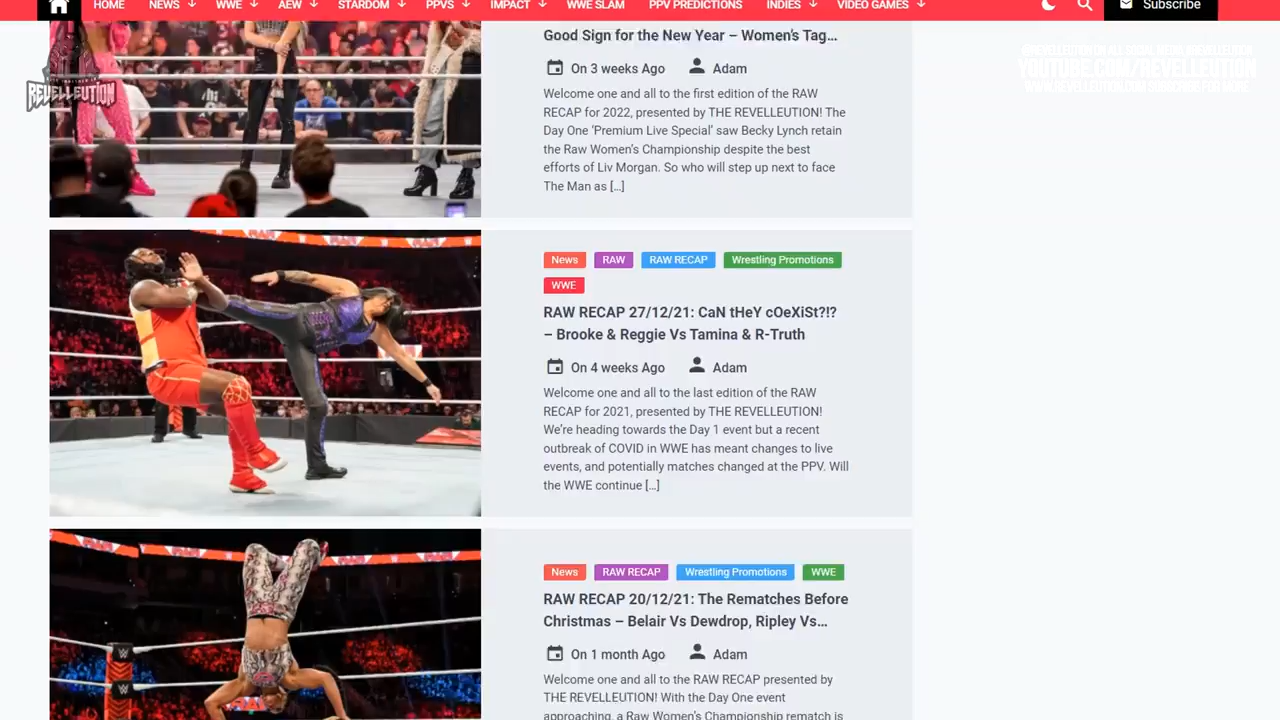 HOME NEWS WWE AEW STARDOM PPVS IMPACT WWE SLAM PPV PREDICTIONS INDIES VIDEO GAMES Subscribe
REVELLEUTION
YOUTUBE.COM/REVELLEUTION
Good Sign for the New Year – Women's Tag...
On 3 weeks Ago Adam
Welcome one and all to the first edition of the RAW
RECAP for 2022, presented by THE REVELLEUTION! The
Day One ‘Premium Live Special’ saw Becky Lynch retain
the Raw Women's Championship despite the best
efforts of Liv Morgan. So who will step up next to face
The Man as [...]
News RAW RAW RECAP Wrestling Promotions
WWE
RAW RECAP 27/12/21: CaN tHeY cOeXiSt?!?
– Brooke & Reggie Vs Tamina & R-Truth
On 4 weeks Ago Adam
Welcome one and all to the last edition of the RAW
RECAP for 2021, presented by THE REVELLEUTION!
We're heading towards the Day 1 event but a recent
outbreak of COVID in WWE has meant changes to live
events, and potentially matches changed at the PPV. Will
the WWE continue [...]
News RAW RECAP Wrestling Promotions WWE
RAW RECAP 20/12/21: The Rematches Before
Christmas – Belair Vs Dewdrop, Ripley Vs...
On 1 month Ago Adam
Welcome one and all to the RAW RECAP presented by
THE REVELLEUTION! With the Day One event
approaching, a Raw Women's Championship rematch is